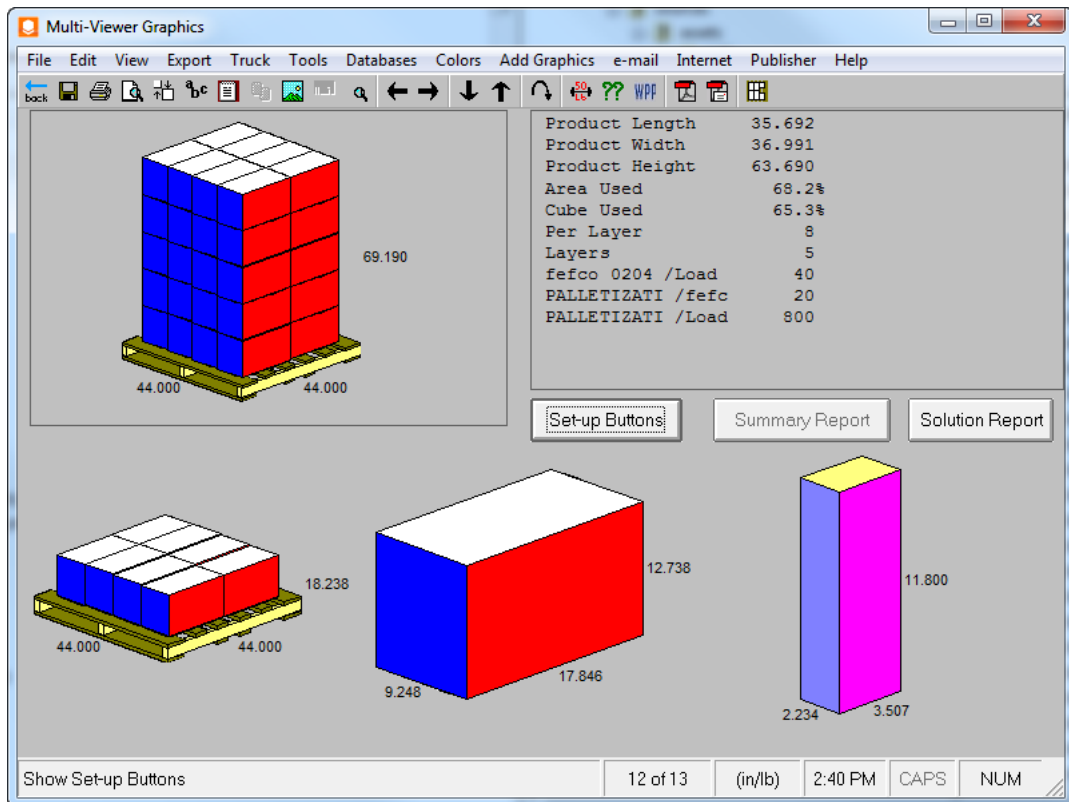 Multi-Viewer Graphics
File Edit View Export Truck Tools Databases Colors Add Graphics e-mail Internet Publisher Help
back abc 50 Lb ?? WPP
Product Length 35.692
Product Width 36.991
Product Height 63.690
Area Used 68.2%
Cube Used 65.3%
Per Layer 8
Layers 5
fefco 0204 /Load 40
PALLETIZATI /fefc 20
PALLETIZATI /Load 800
69.190
44.000 44.000
Set-up Buttons Summary Report Solution Report
18.238
44.000 44.000
12.738
9.248 17.846
11.800
2.234 3.507
Show Set-up Buttons 12 of 13 (in/lb) 2:40 PM CAPS NUM